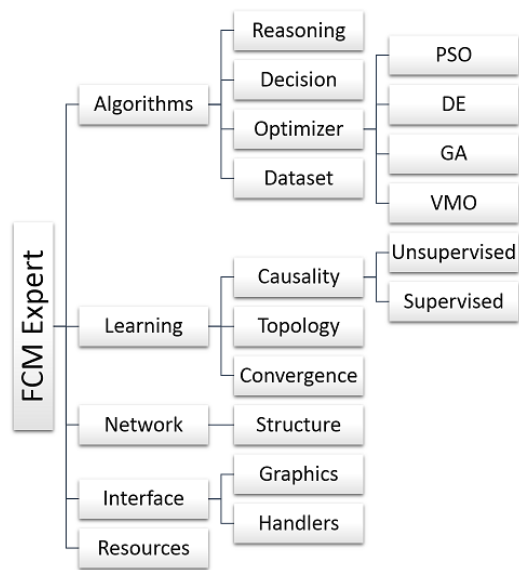 FCM Expert
Algorithms
Reasoning
Decision
Optimizer
PSO
DE
GA
VMO
Dataset
Learning
Causality
Unsupervised
Supervised
Topology
Convergence
Network
Structure
Interface
Graphics
Handlers
Resources